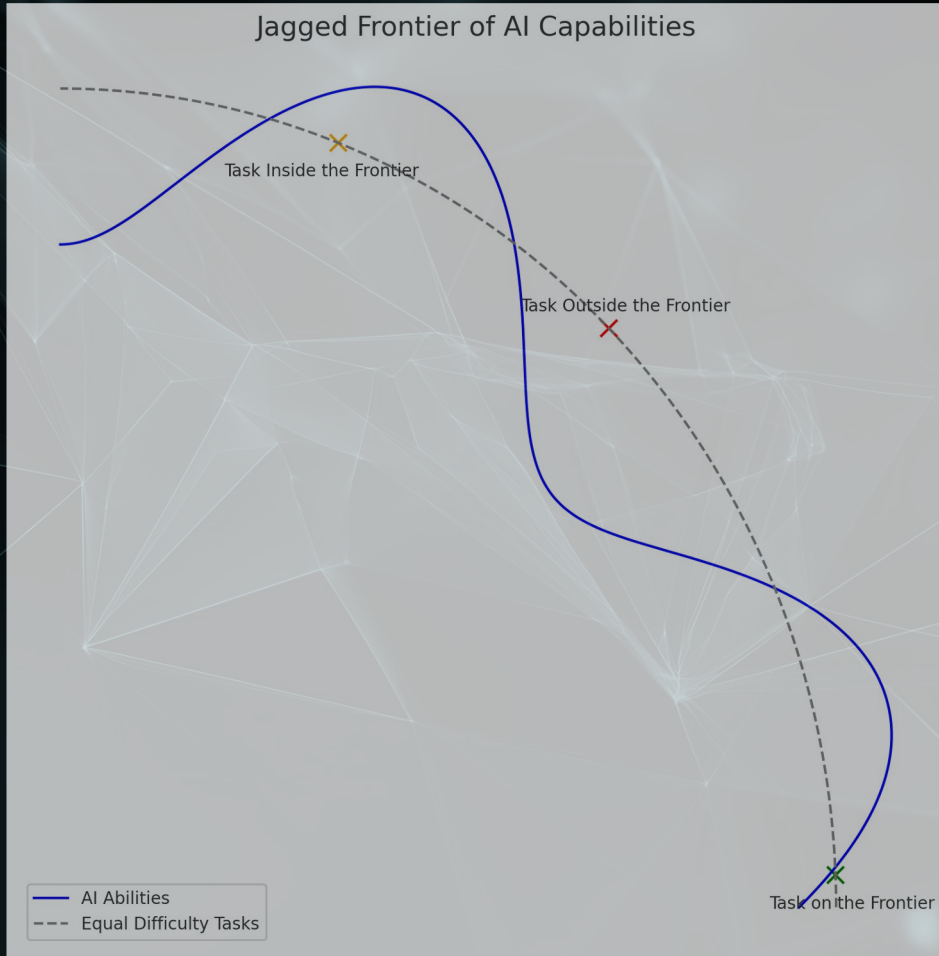 Jagged Frontier of AI Capabilities
Task Inside the Frontier
Task Outside the Frontier
AI Abilities
Equal Difficulty Tasks
Task on the Frontier